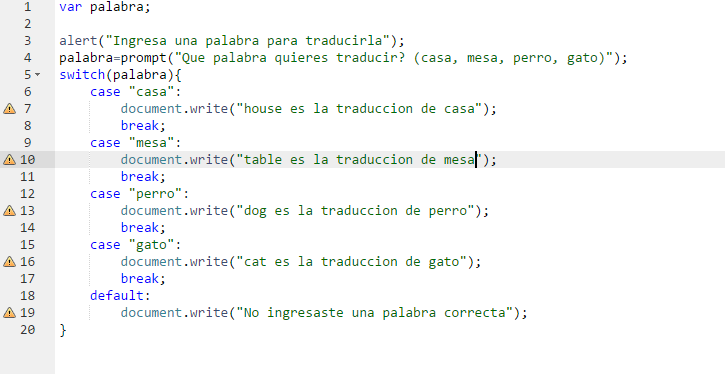 1 var palabra;
2
3 alert("Ingresa una palabra para traducirla");
4 palabra=prompt("Que palabra quieres traducir? (casa, mesa, perro, gato)");
5 switch(palabra){
6     case "casa":
7         document.write("house es la traduccion de casa");
8         break;
9     case "mesa":
10         document.write("table es la traduccion de mesa");
11         break;
12     case "perro":
13         document.write("dog es la traduccion de perro");
14         break;
15     case "gato":
16         document.write("cat es la traduccion de gato");
17         break;
18     default:
19         document.write("No ingresaste una palabra correcta");
20 }